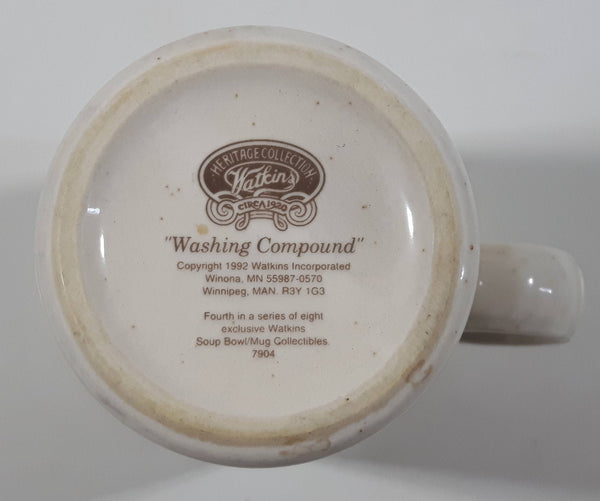 HERITAGE COLLECTION
Watkins
CIRCA 1920
"Washing Compound"
Copyright 1992 Watkins Incorporated
Winona, MN 55987-0570
Winnipeg, MAN. R3Y 1G3
Fourth in a series of eight
exclusive Watkins
Soup Bowl/Mug Collectibles.
7904